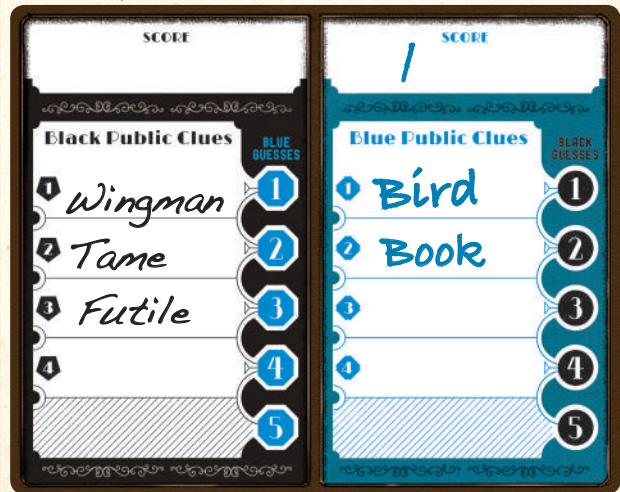 SCORE
Black Public Clues
BLUE GUESSES
1 Wingman 1
2 Tame 2
3 Futile 3
4 4
5
SCORE
1
Blue Public Clues
BLACK GUESSES
1 Bird 1
2 Book 2
3 3
4 4
5